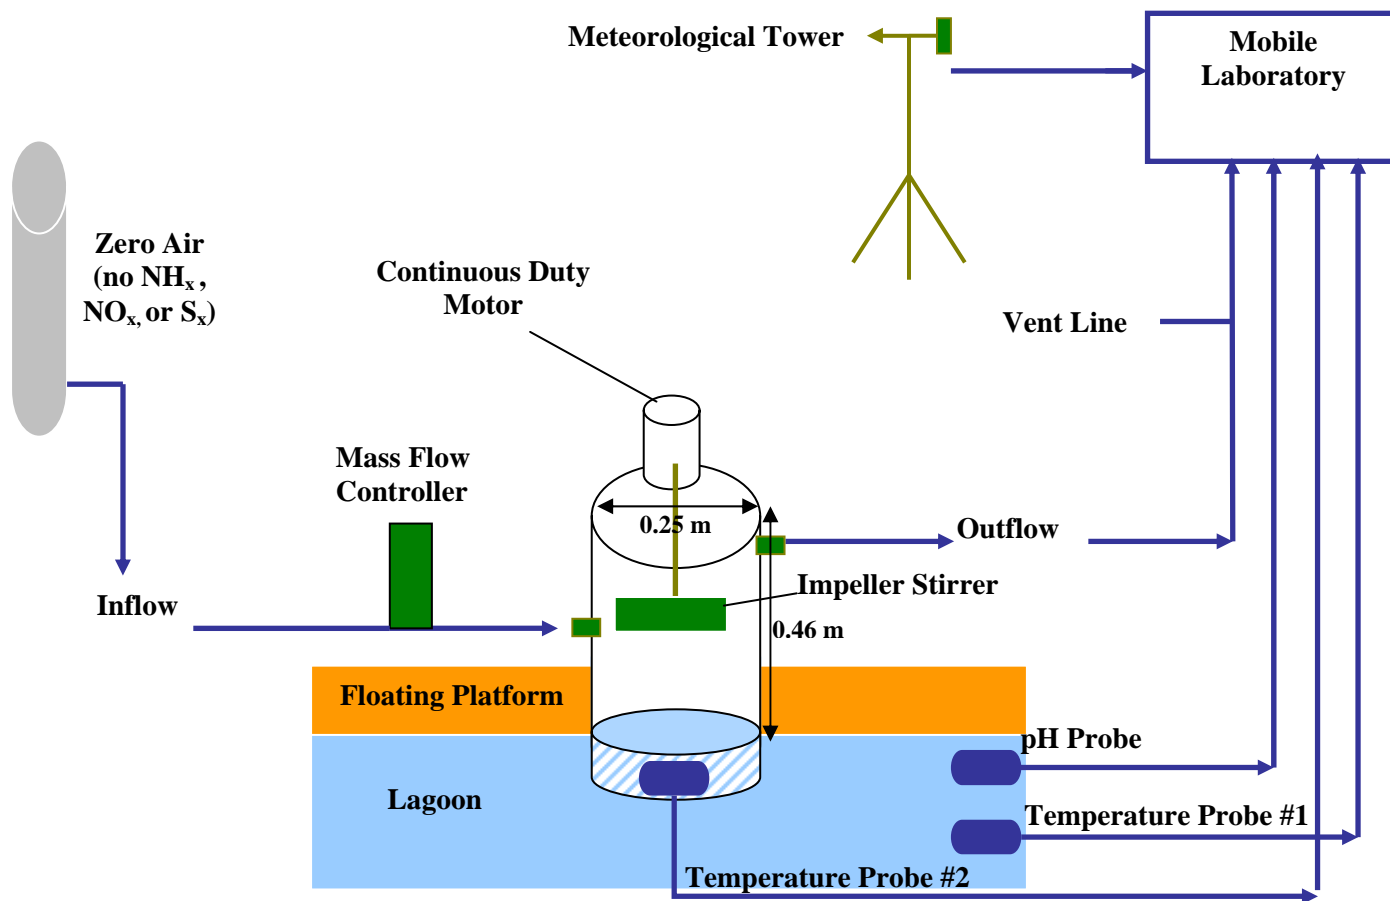 Meteorological Tower
Mobile
Laboratory
Zero Air
(no NHx ,
NOx, or Sx)
Continuous Duty
Motor
Vent Line
Mass Flow
Controller
0.25 m
Outflow
Inflow
Impeller Stirrer
0.46 m
Floating Platform
pH Probe
Lagoon
Temperature Probe #1
Temperature Probe #2